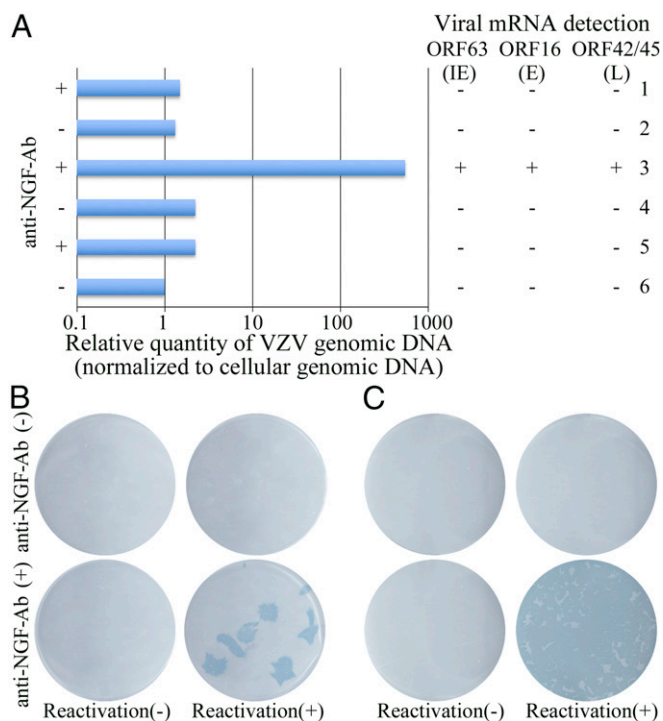 A
Viral mRNA detection
ORF63 ORF16 ORF42/45
(IE) (E) (L)
anti-NGF-Ab
+ - - - 1
- - - - 2
+ + + + 3
- - - - 4
+ - - - 5
- - - - 6
0.1 1 10 100 1000
Relative quantity of VZV genomic DNA
(normalized to cellular genomic DNA)
B C
anti-NGF-Ab (-)
anti-NGF-Ab (+)
Reactivation(-) Reactivation(+) Reactivation(-) Reactivation(+)